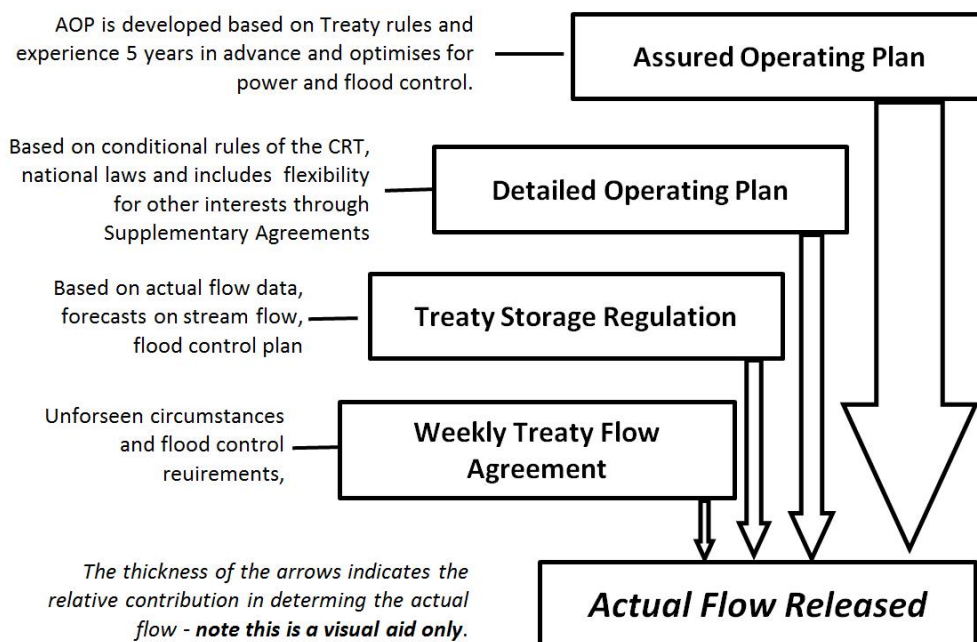 AOP is developed based on Treaty rules and
experience 5 years in advance and optimises for
power and flood control.
Assured Operating Plan
Based on conditional rules of the CRT,
national laws and includes flexibility
for other interests through
Supplementary Agreements
Detailed Operating Plan
Based on actual flow data,
forecasts on stream flow,
flood control plan
Treaty Storage Regulation
Unforseen circumstances
and flood control
reuirements,
Weekly Treaty Flow
Agreement
The thickness of the arrows indicates the
relative contribution in determing the actual
flow - note this is a visual aid only.
Actual Flow Released